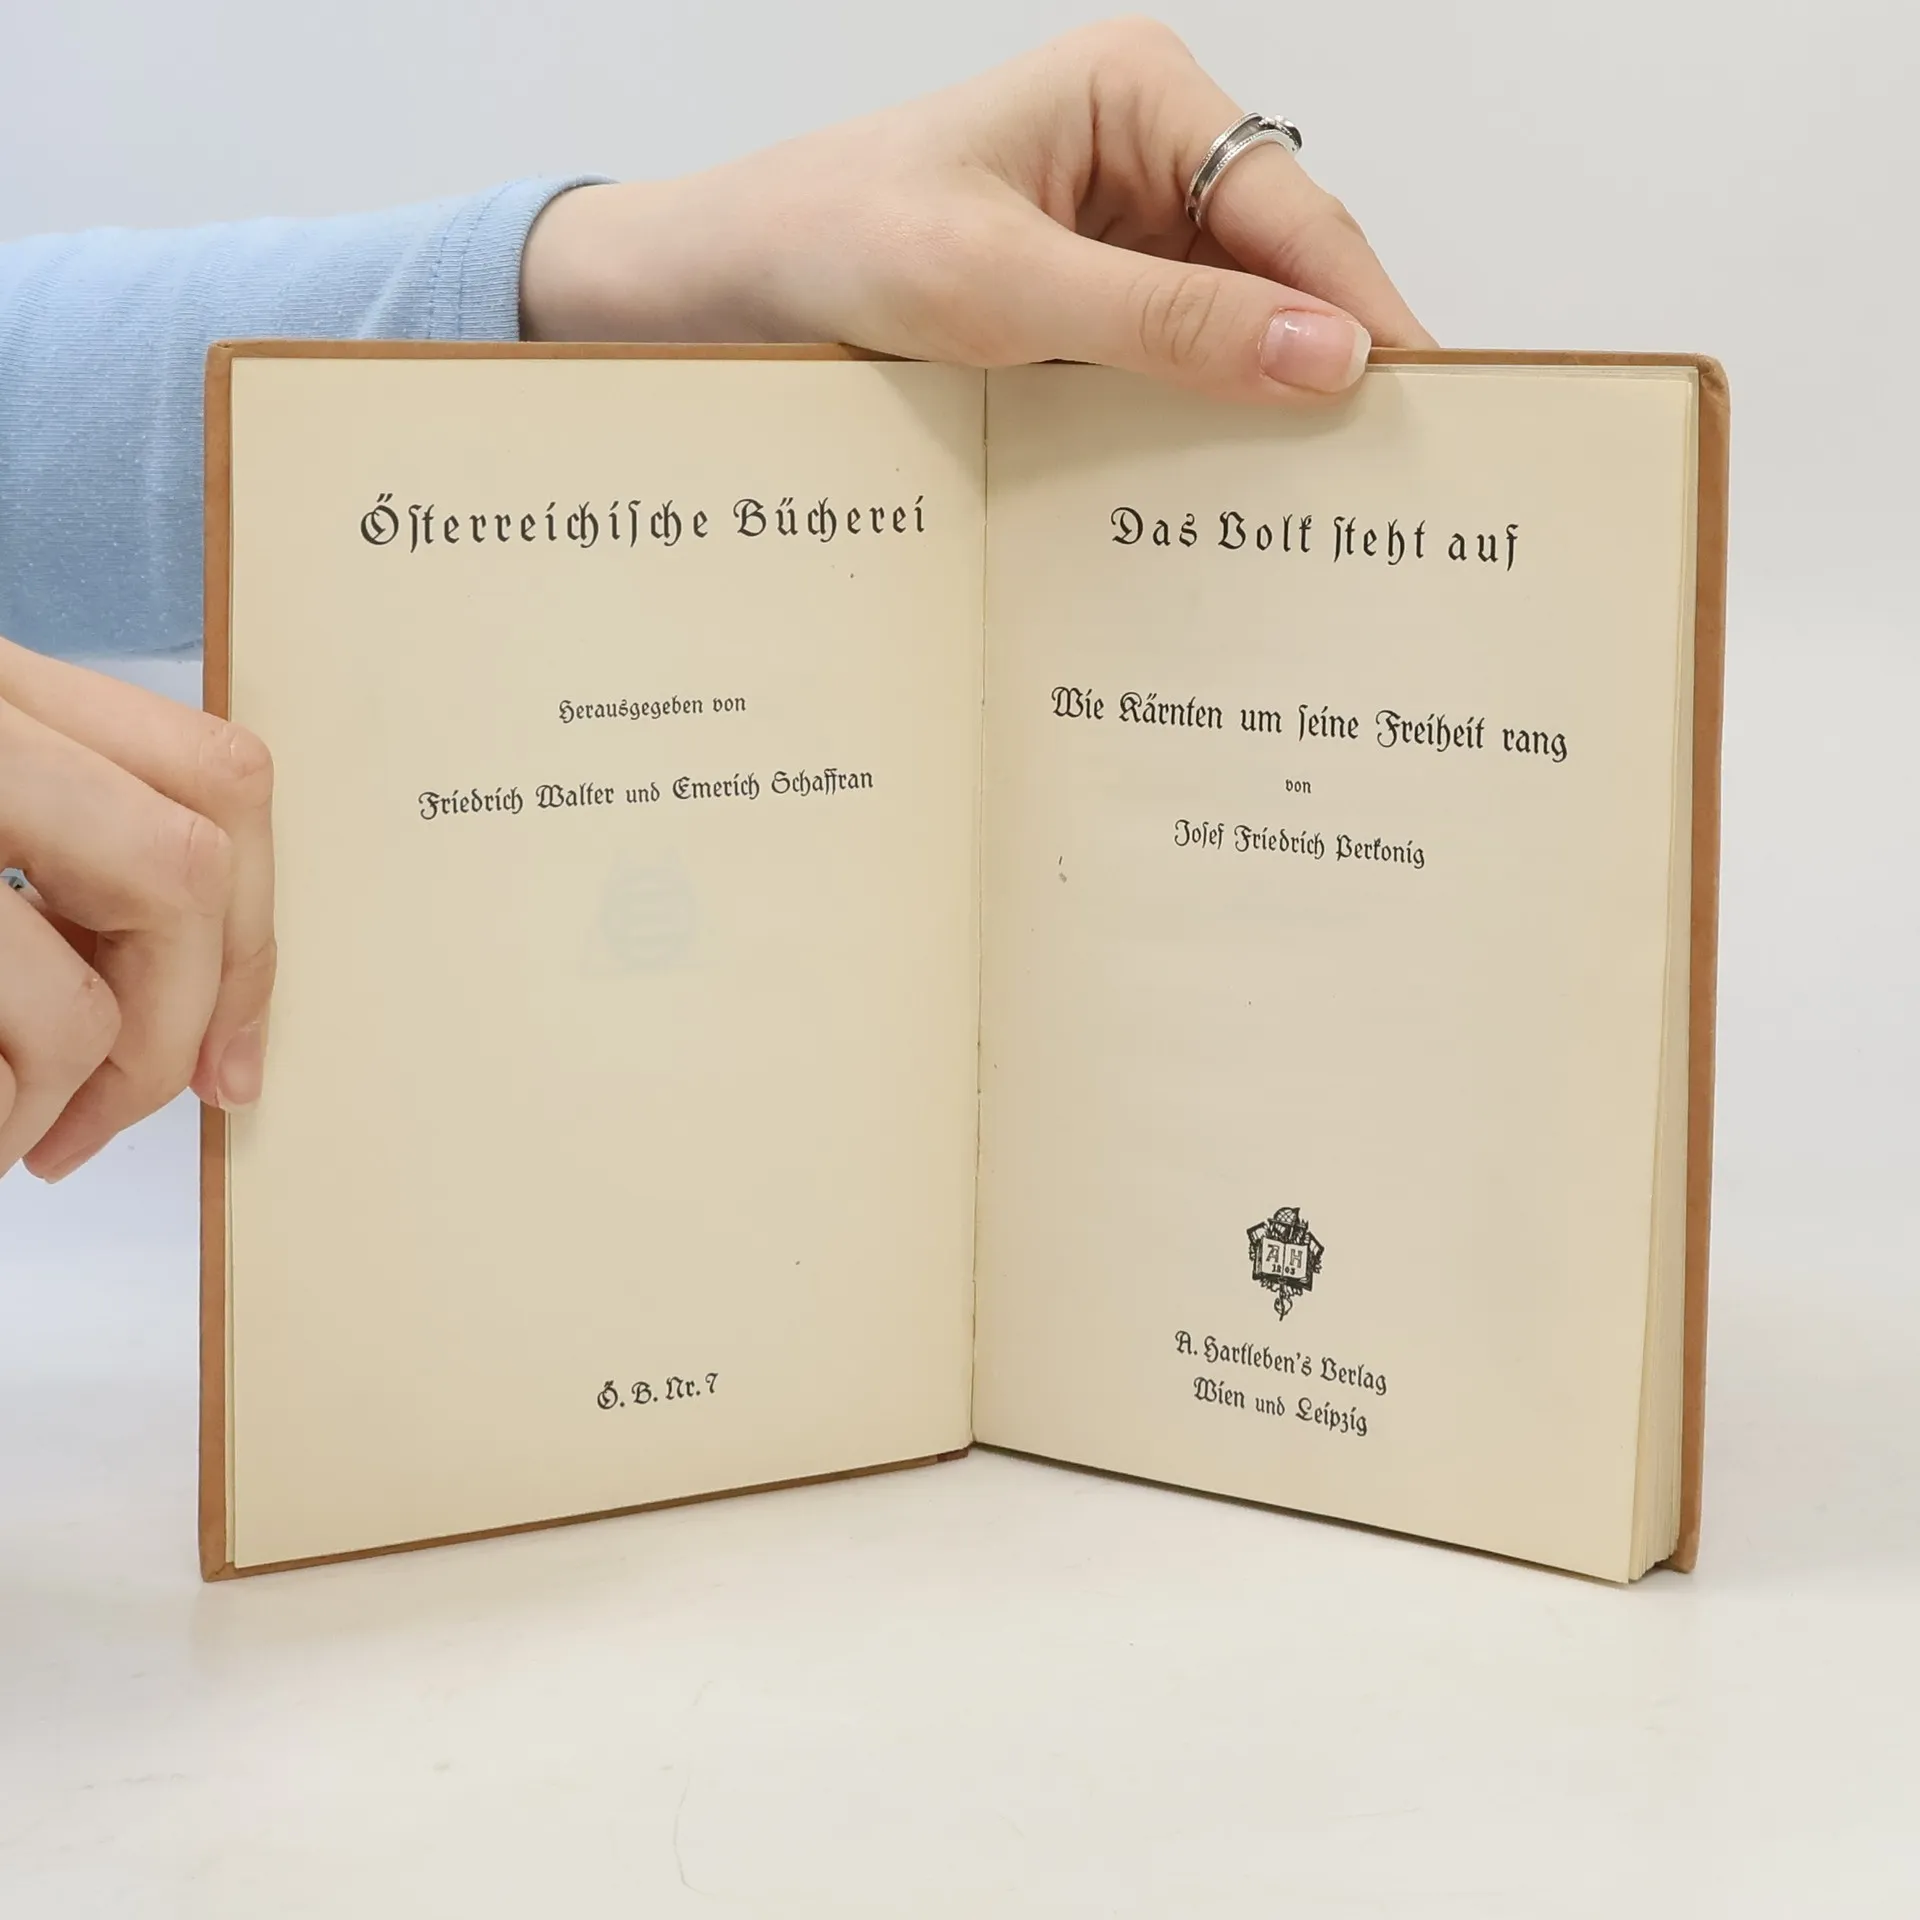 Österreichische Bücherei
Herausgegeben von
Friedrich Walter und Emerich Schaffran
Ö. B. Nr. 7
Das Volk steht auf
Wie Kärnten um seine Freiheit rang
von
Josef Friedrich Perkonig
A H
1803
A. Hartleben's Verlag
Wien und Leipzig